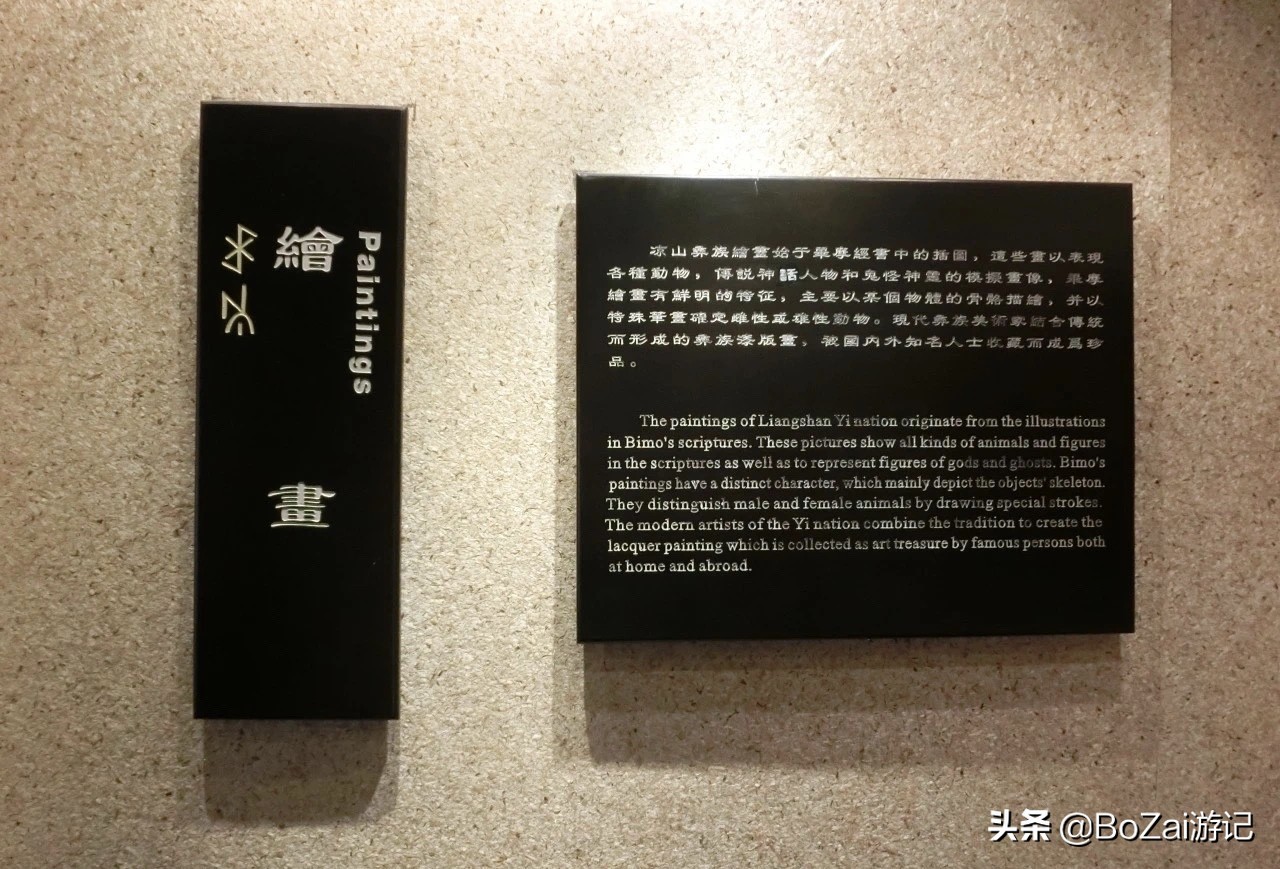 繪畫
Paintings
凉山彝族繪畫始于畢摩經書中的插圖，這些畫以表現
各種動物，傳説神話人物和鬼怪神靈的模擬畫像，畢摩
繪畫有鮮明的特征，主要以某個物體的骨骼描繪，并以
特殊筆畫確定雌性或雄性動物。現代彝族美術家結合傳統
而形成的彝族漆版畫，被國内外知名人士收藏而成爲珍
品。
The paintings of Liangshan Yi nation originate from the illustrations
in Bimo's scriptures. These pictures show all kinds of animals and figures
in the scriptures as well as to represent figures of gods and ghosts. Bimo's
paintings have a distinct character, which mainly depict the objects' skeleton.
They distinguish male and female animals by drawing special strokes.
The modern artists of the Yi nation combine the tradition to create the
lacquer painting which is collected as art treasure by famous persons both
at home and abroad.
头条 @BoZai游记